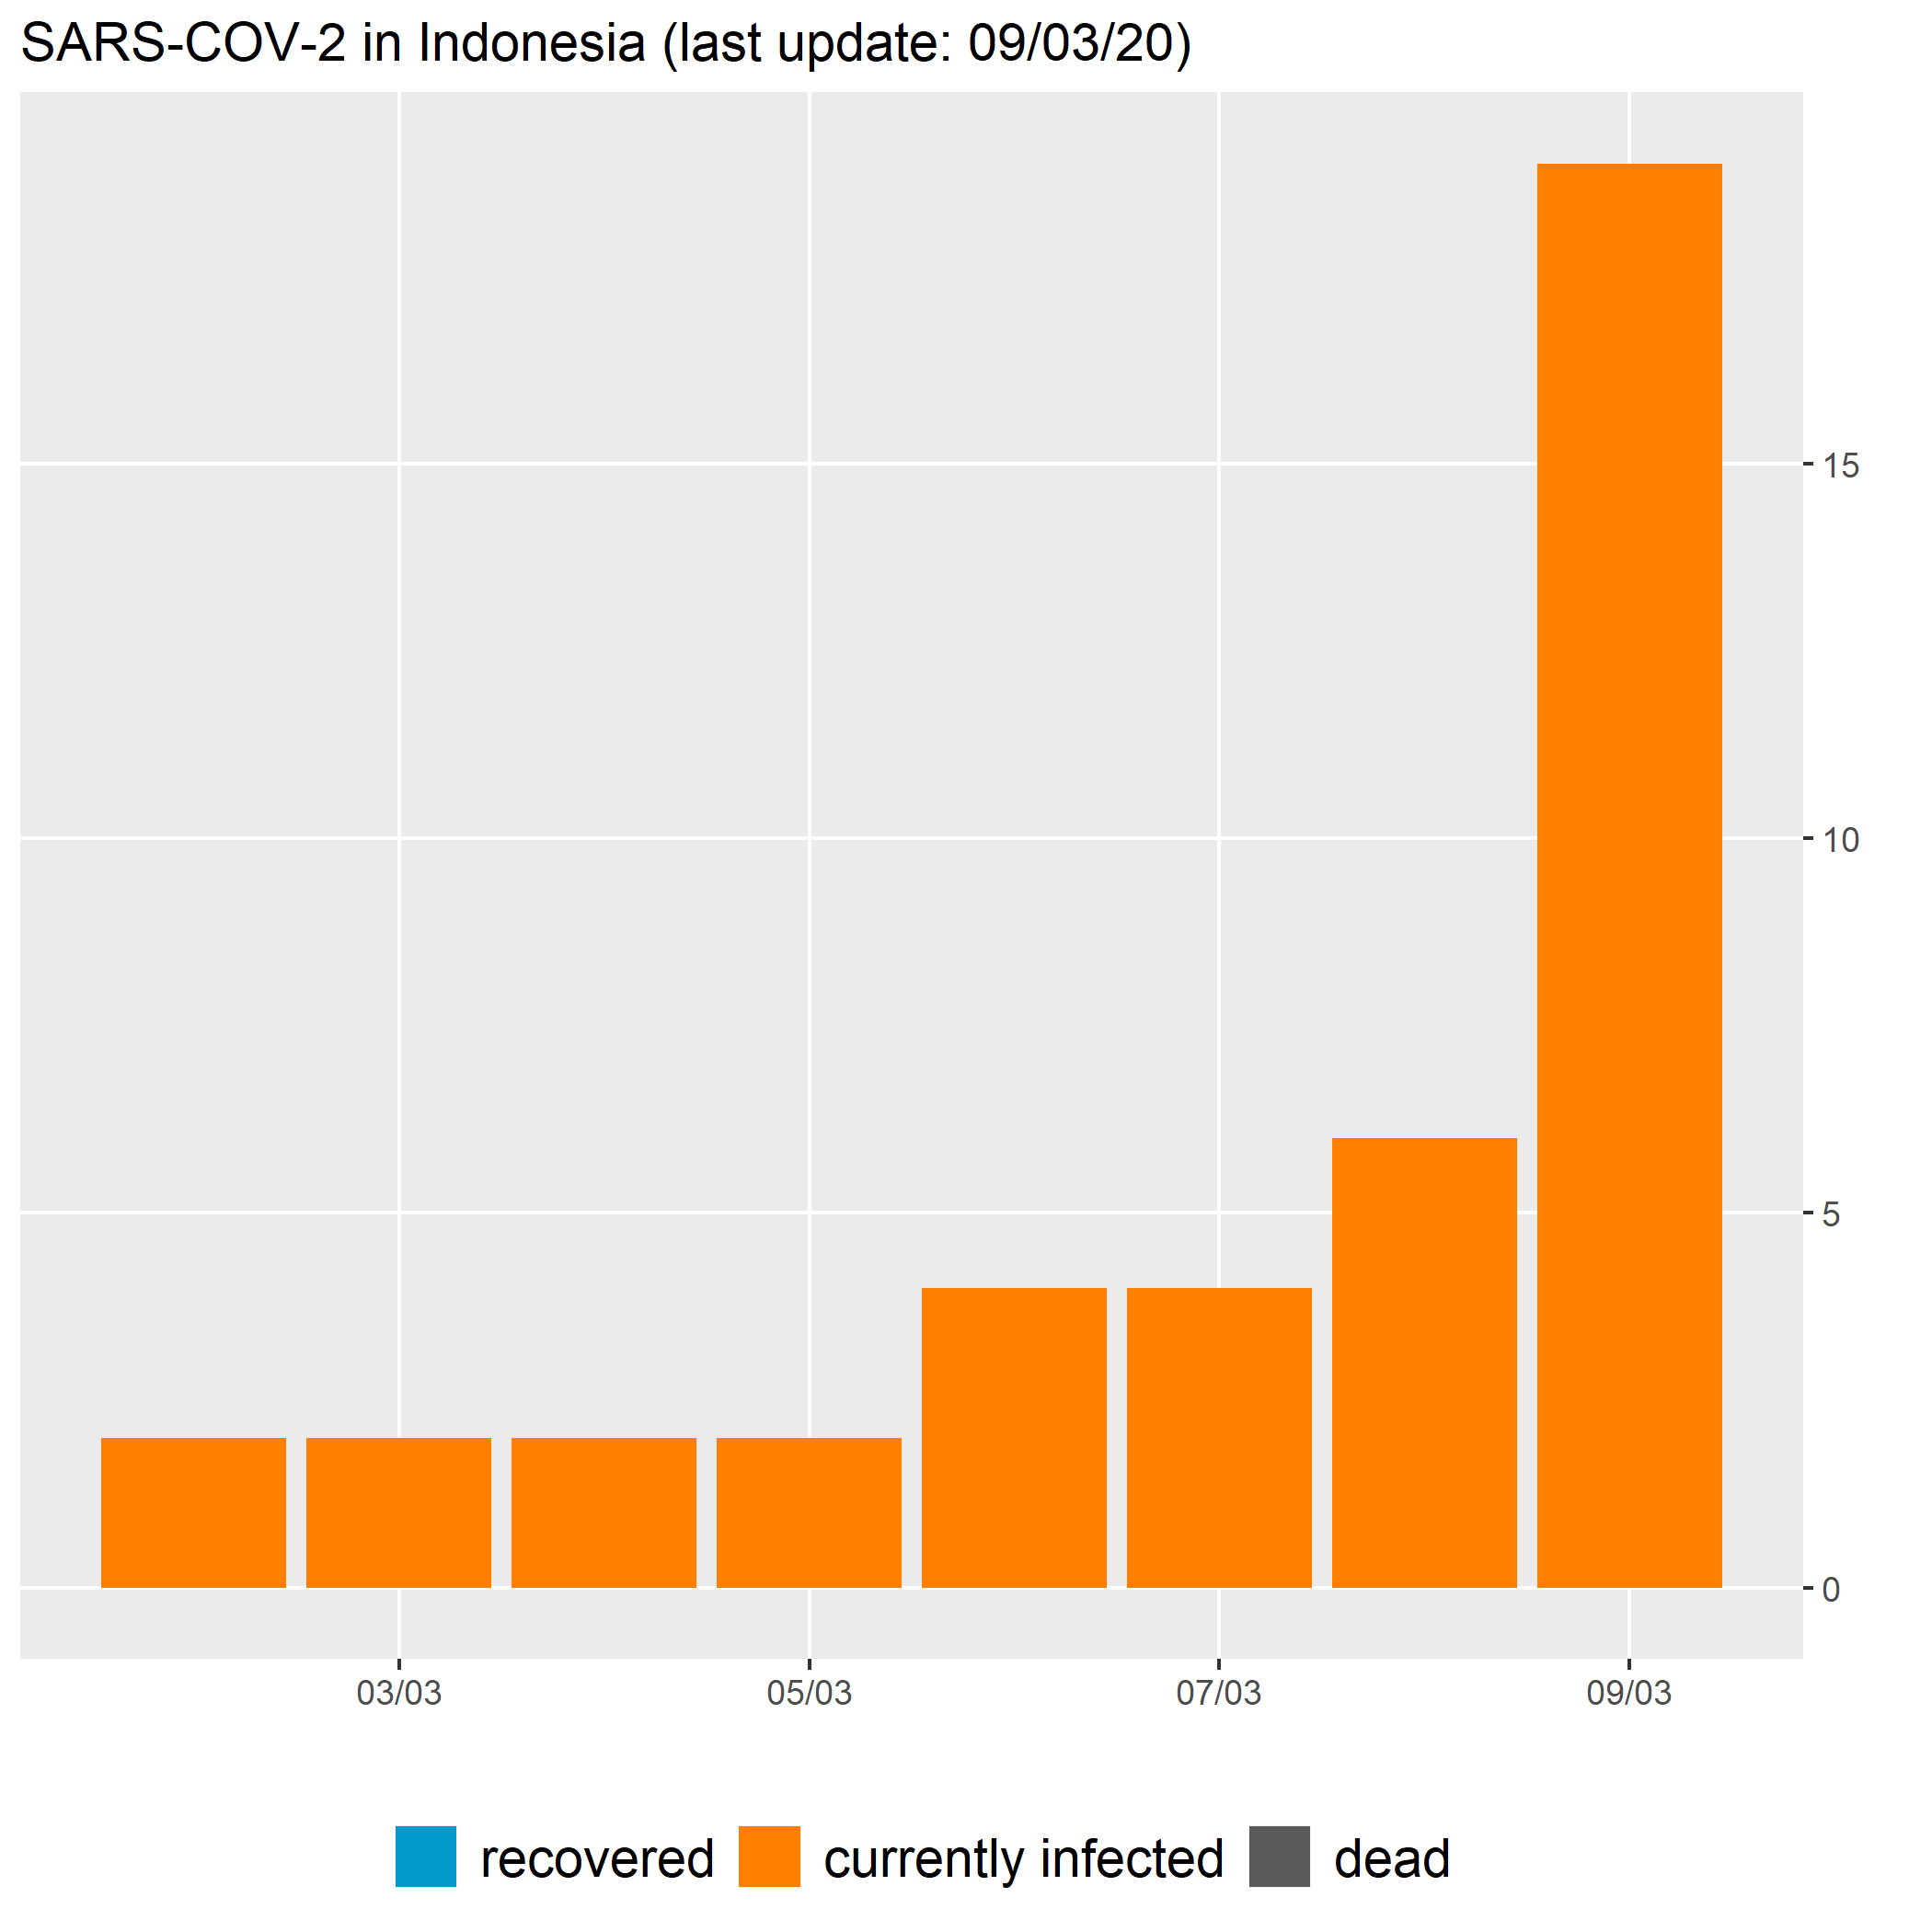 SARS-COV-2 in Indonesia (last update: 09/03/20)
15
10
5
0
03/03 05/03 07/03 09/03
recovered currently infected dead